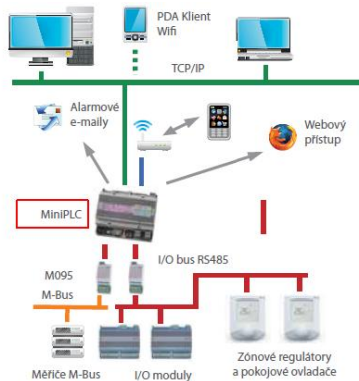 PDA Klient
Wifi
TCP/IP
Alarmové
e-maily
Webový
přístup
MiniPLC
I/O bus RS485
M095
M-Bus
Měřiče M-Bus
I/O moduly
Zónové regulátory
a pokojové ovladače